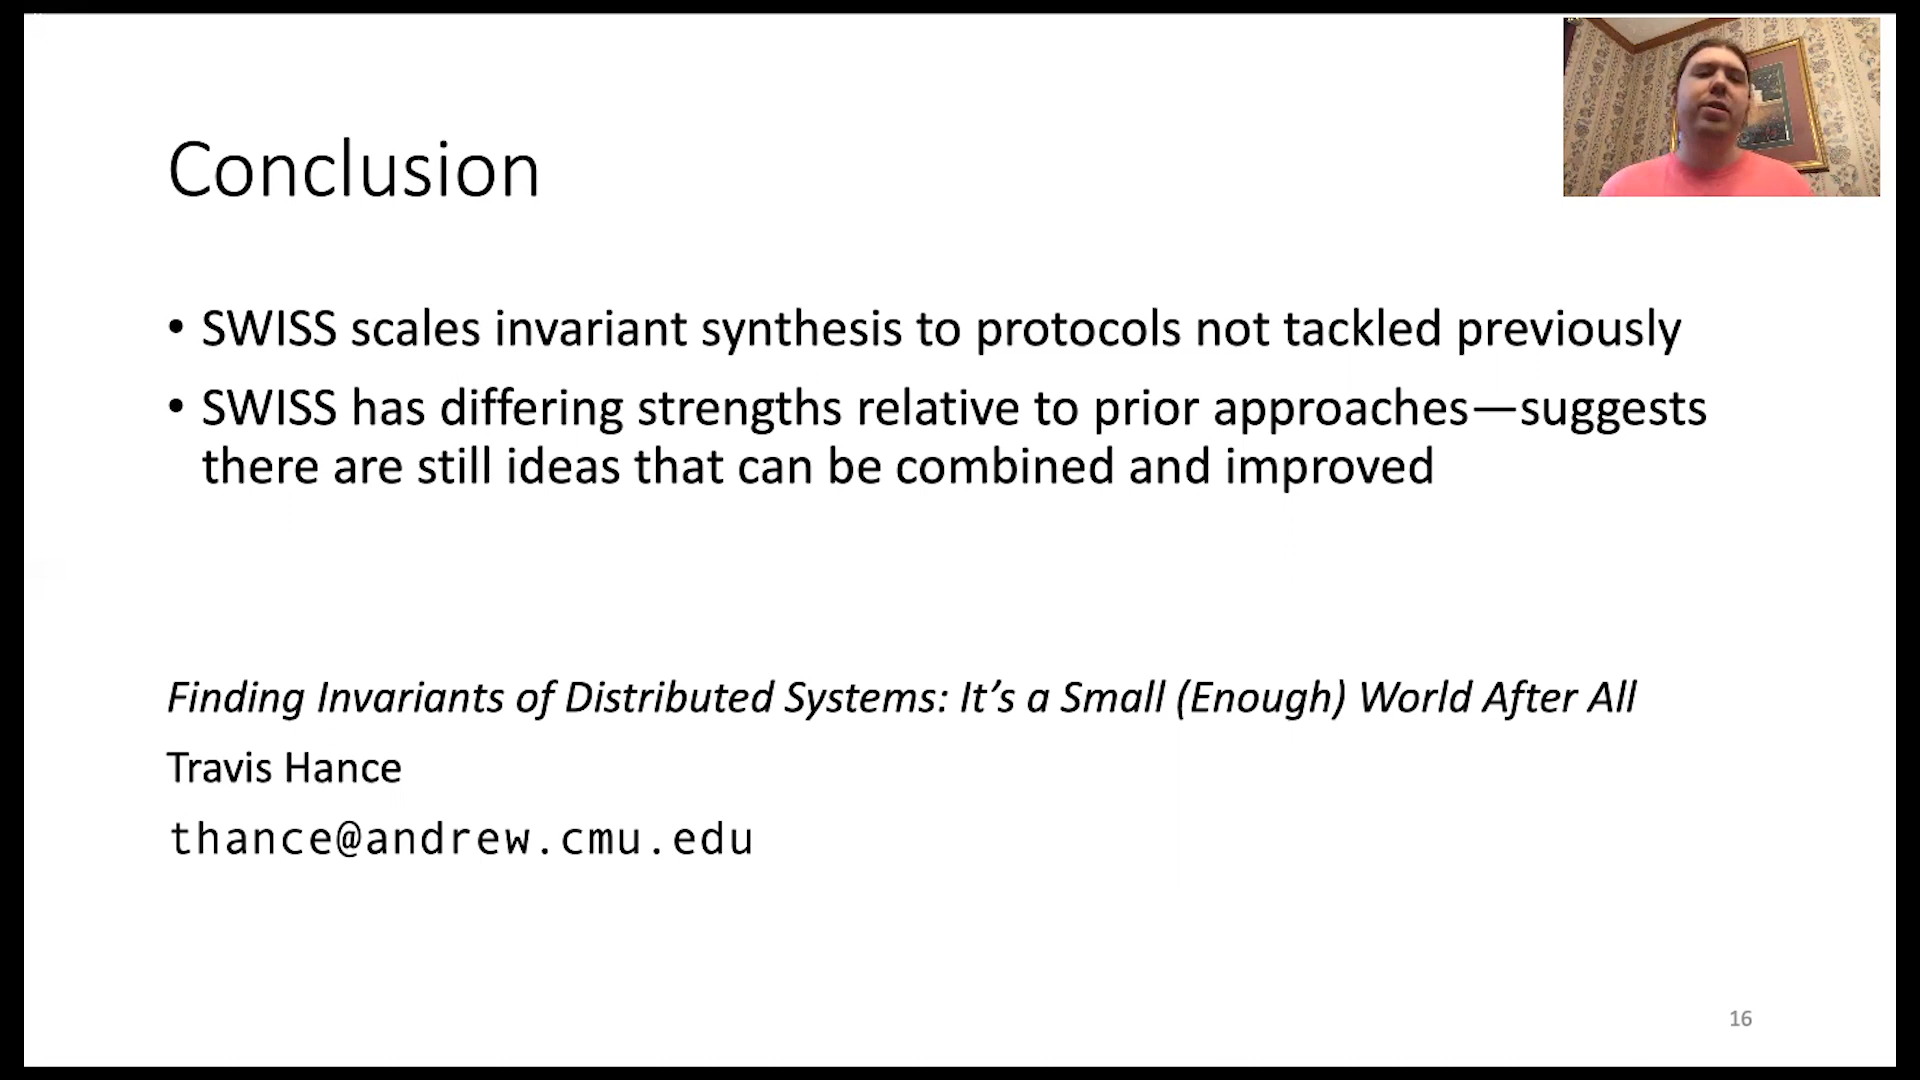 Conclusion
• SWISS scales invariant synthesis to protocols not tackled previously
• SWISS has differing strengths relative to prior approaches—suggests
there are still ideas that can be combined and improved
Finding Invariants of Distributed Systems: It’s a Small (Enough) World After All
Travis Hance
thance@andrew.cmu.edu
16